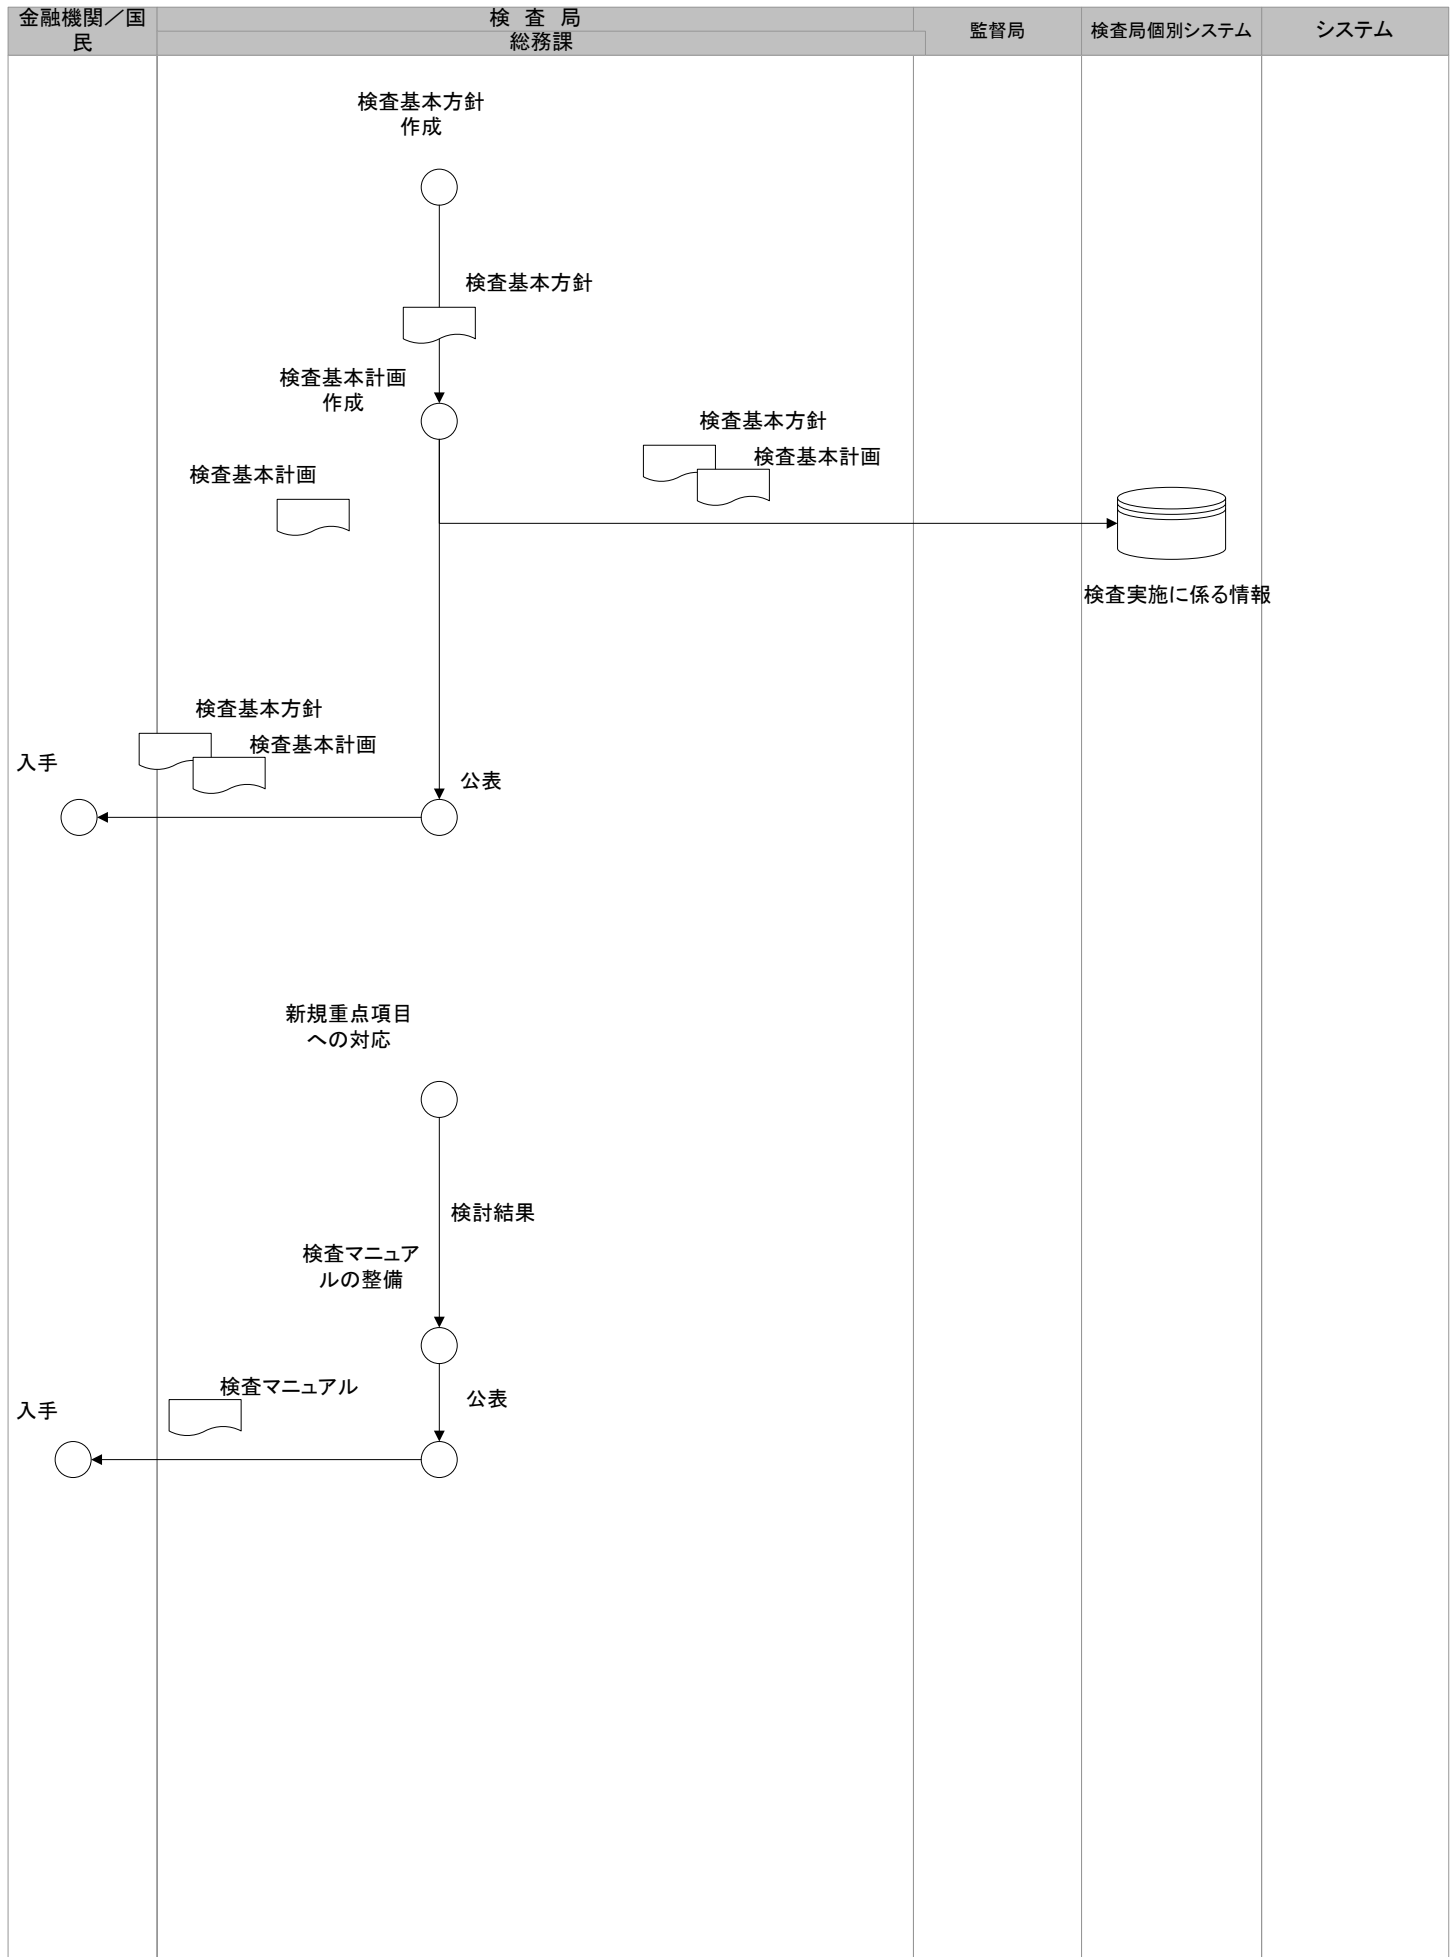 金融機関／国
民
検 査 局
総務課
監督局
検査局個別システム
システム
検査基本方針
作成
検査基本方針
検査基本計画
作成
検査基本方針
検査基本計画
検査基本計画
検査実施に係る情報
検査基本方針
検査基本計画
入手
公表
新規重点項目
への対応
検討結果
検査マニュア
ルの整備
検査マニュアル
公表
入手